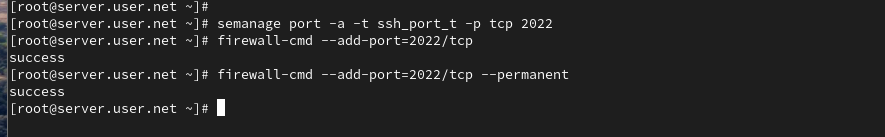 [root@server.user.net ~]#
[root@server.user.net ~]# semanage port -a -t ssh_port_t -p tcp 2022
[root@server.user.net ~]# firewall-cmd --add-port=2022/tcp
success
[root@server.user.net ~]# firewall-cmd --add-port=2022/tcp --permanent
success
[root@server.user.net ~]#